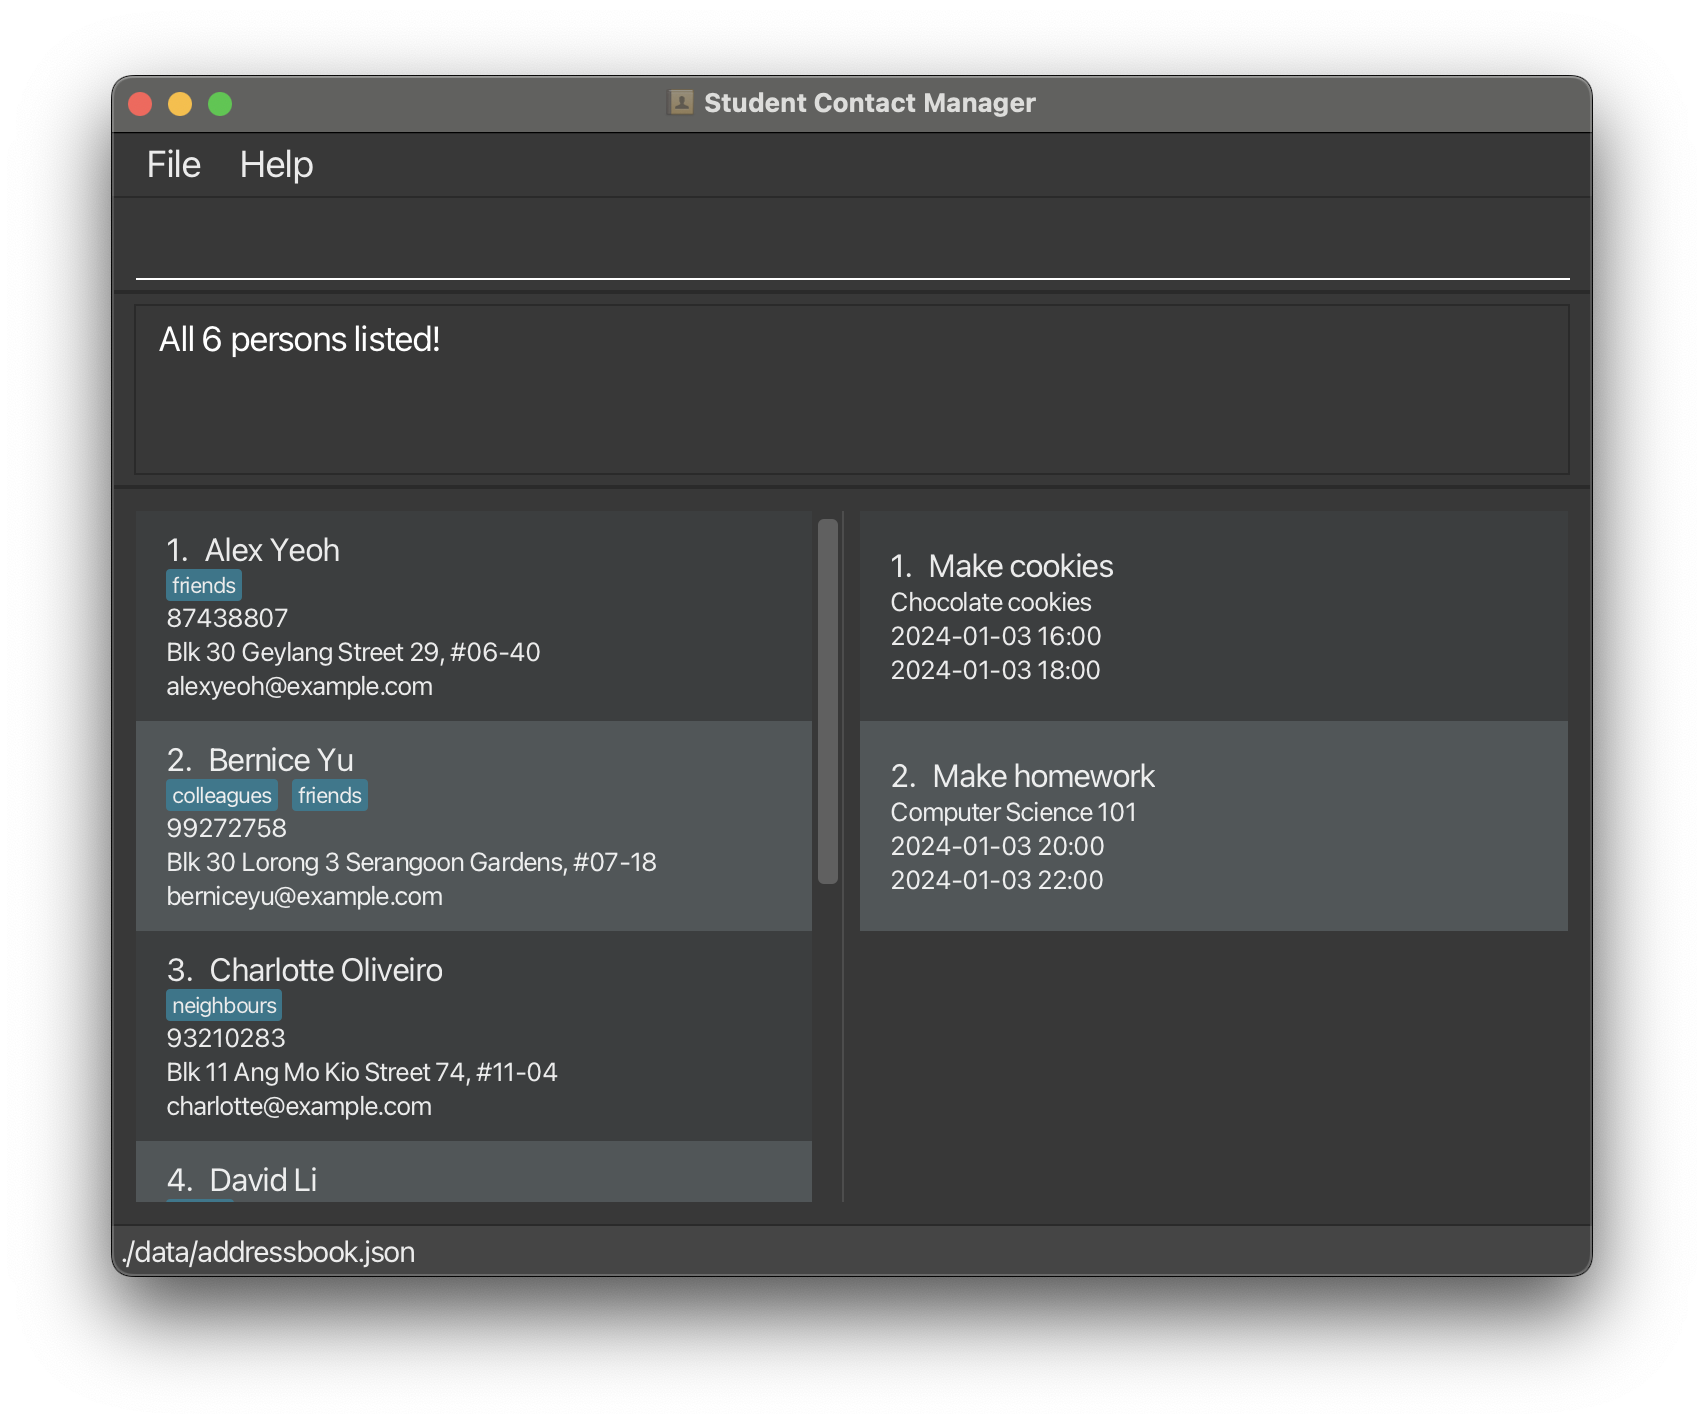 Student Contact Manager
File Help
All 6 persons listed!
1. Alex Yeoh
friends
87438807
Blk 30 Geylang Street 29, #06-40
alexyeoh@example.com
2. Bernice Yu
colleagues friends
99272758
Blk 30 Lorong 3 Serangoon Gardens, #07-18
berniceyu@example.com
3. Charlotte Oliveiro
neighbours
93210283
Blk 11 Ang Mo Kio Street 74, #11-04
charlotte@example.com
4. David Li
1. Make cookies
Chocolate cookies
2024-01-03 16:00
2024-01-03 18:00
2. Make homework
Computer Science 101
2024-01-03 20:00
2024-01-03 22:00
./data/addressbook.json